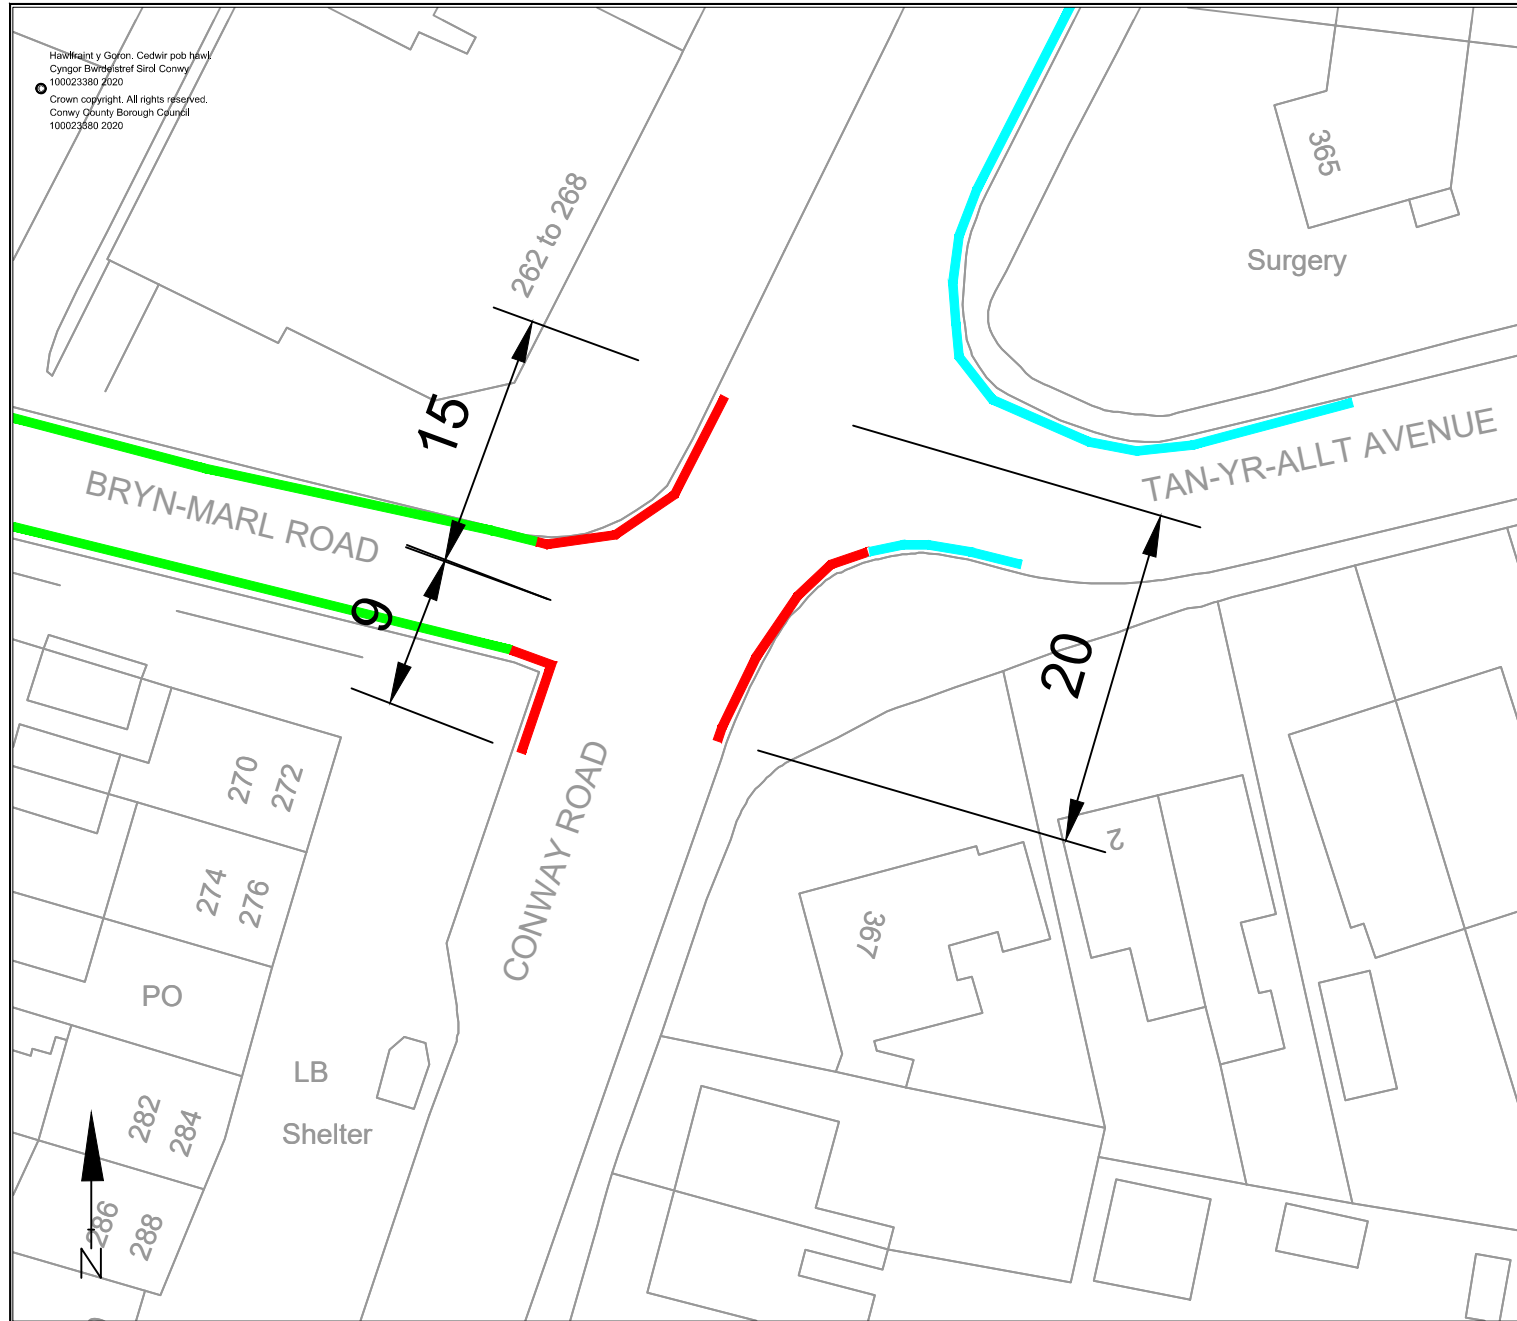 Hawlfraint y Goron. Cedwir pob hawl.
Cyngor Bwrdeistref Sirol Conwy
100023380 2020
Crown copyright. All rights reserved.
Conwy County Borough Council
100023380 2020
262 to 268
365
Surgery
15
BRYN-MARL ROAD
TAN-YR-ALLT AVENUE
9
20
270
272
CONWAY ROAD
2
274
276
367
PO
LB
Shelter
282
284
286
288
N